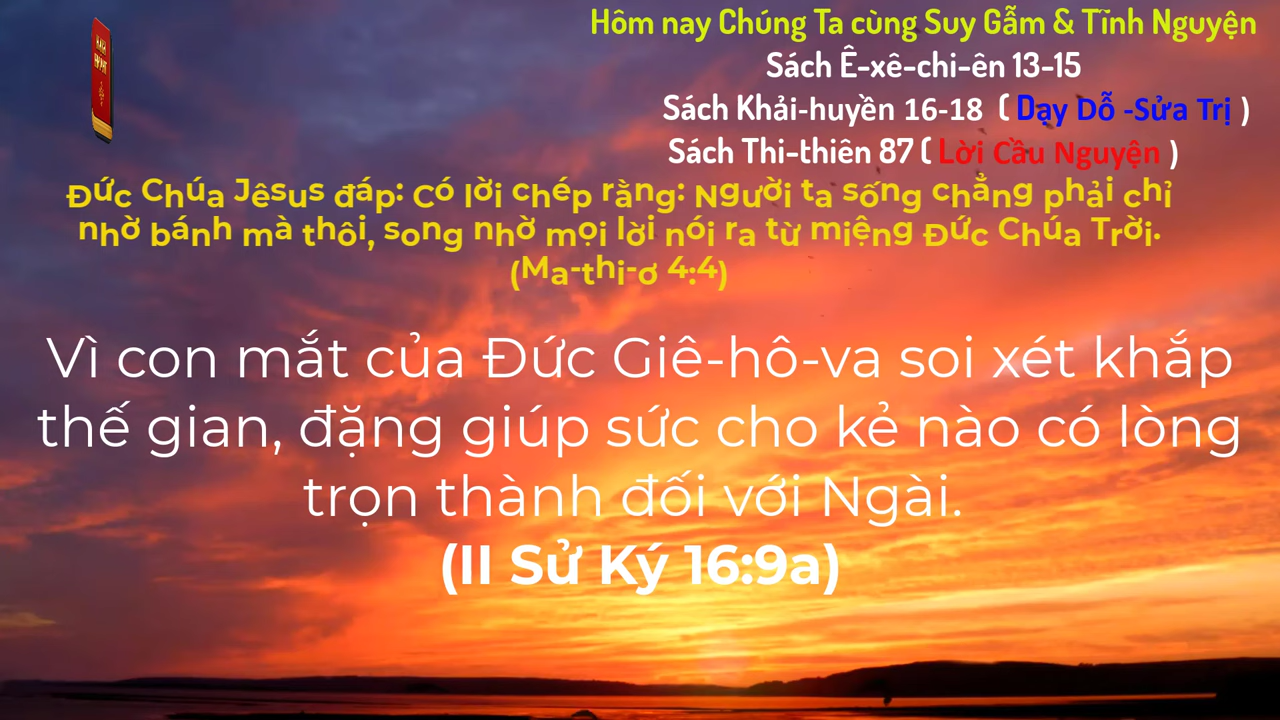 Hôm nay Chúng Ta cùng Suy Gẫm & Tĩnh Nguyện
Sách Ê-xê-chi-ên 13-15
Sách Khải-huyền 16-18 ( Dạy Dỗ -Sửa Trị )
Sách Thi-thiên 87 ( Lời Cầu Nguyện )
Đức Chúa Jêsus đáp: Có lời chép rằng: Người ta sống chẳng phải chỉ
nhờ bánh mà thôi, song nhờ mọi lời nói ra từ miệng Đức Chúa Trời.
(Ma-thi-ơ 4:4)
Vì con mắt của Đức Giê-hô-va soi xét khắp
thế gian, đặng giúp sức cho kẻ nào có lòng
trọn thành đối với Ngài.
(II Sử Ký 16:9a)